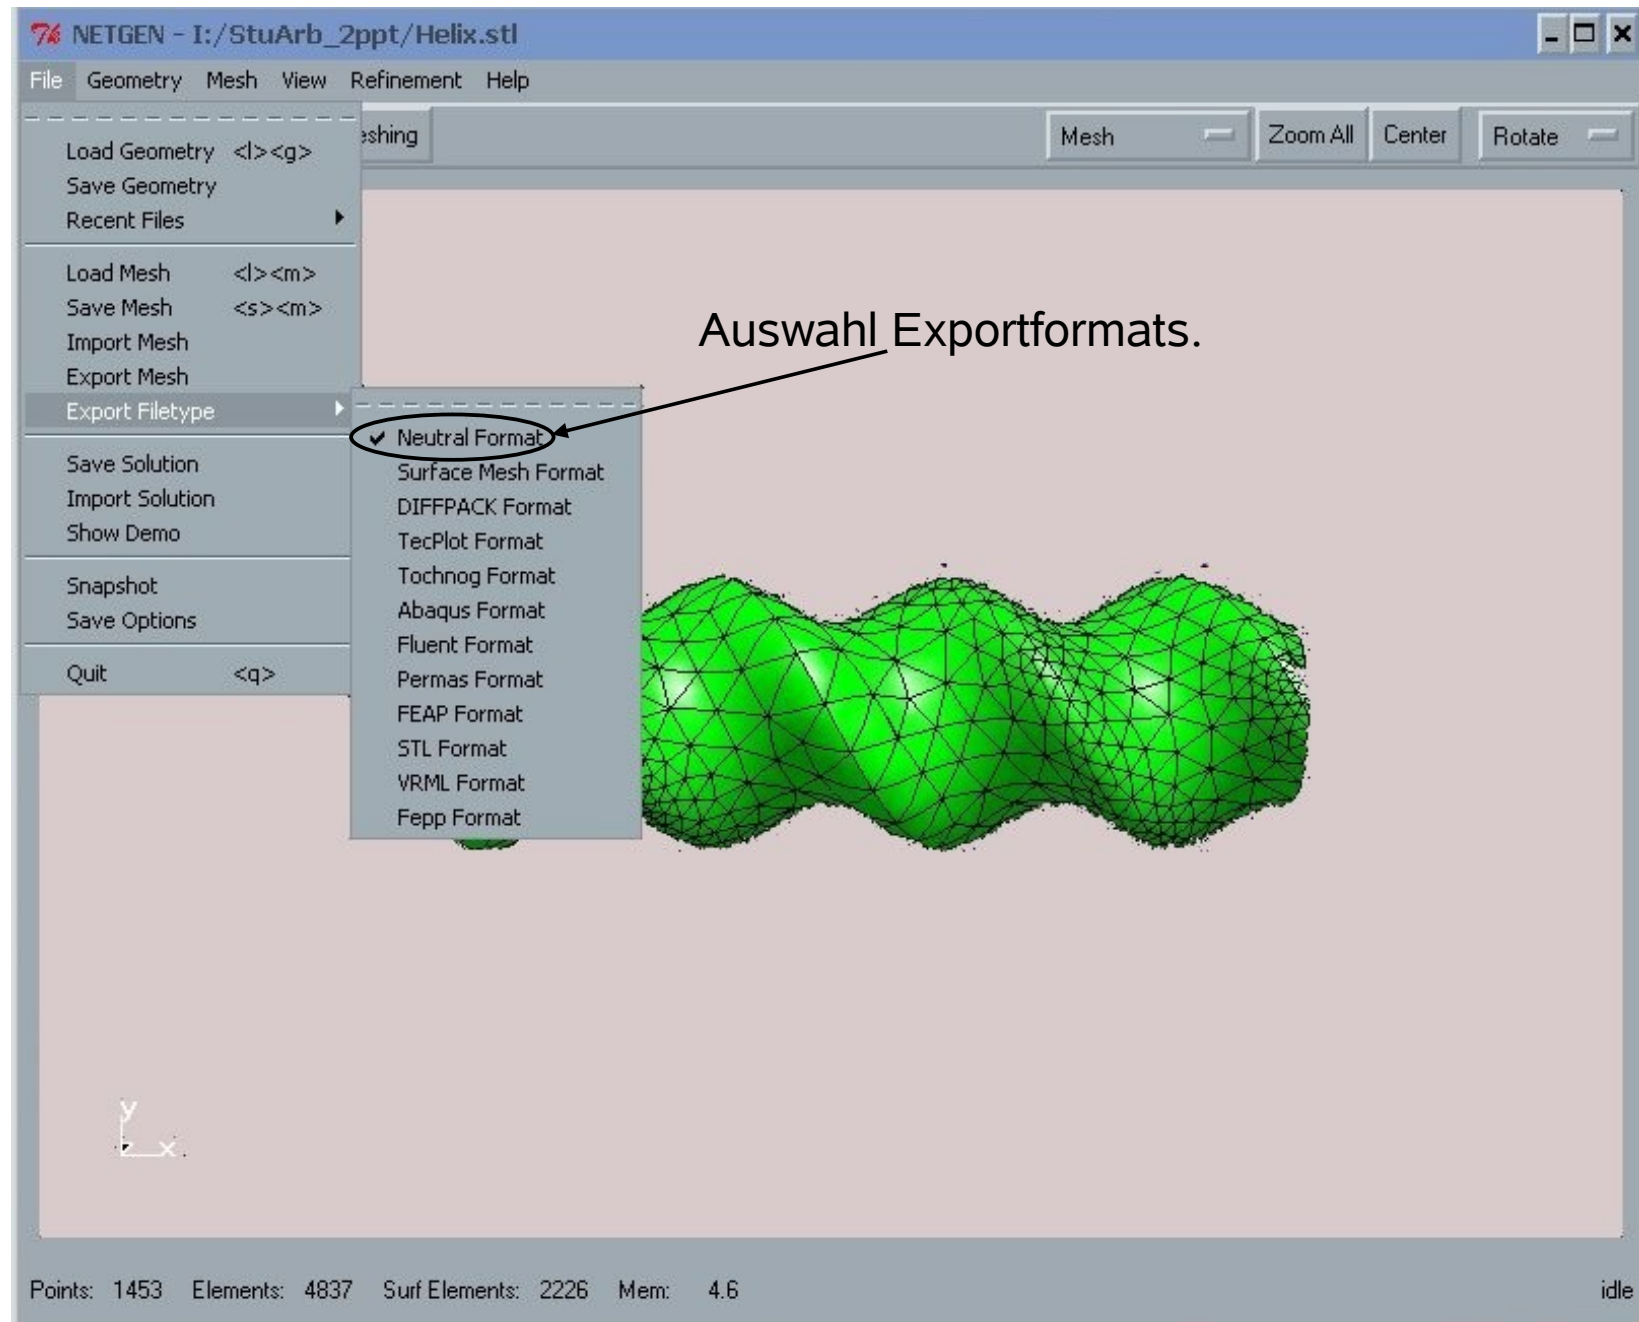 NETGEN - I:/StuArb_2ppt/Helix.stl
File Geometry Mesh View Refinement Help
Mesh Zoom All Center Rotate
Load Geometry <l><g>
Save Geometry
Recent Files
Load Mesh <l><m>
Save Mesh <s><m>
Import Mesh
Export Mesh
Export Filetype
Save Solution
Import Solution
Show Demo
Snapshot
Save Options
Quit <q>
Auswahl Exportformats.
Neutral Format
Surface Mesh Format
DIFFPACK Format
TecPlot Format
Tochnog Format
Abaqus Format
Fluent Format
Permas Format
FEAP Format
STL Format
VRML Format
Fepp Format
y
z x
Points: 1453 Elements: 4837 Surf Elements: 2226 Mem: 4.6 idle